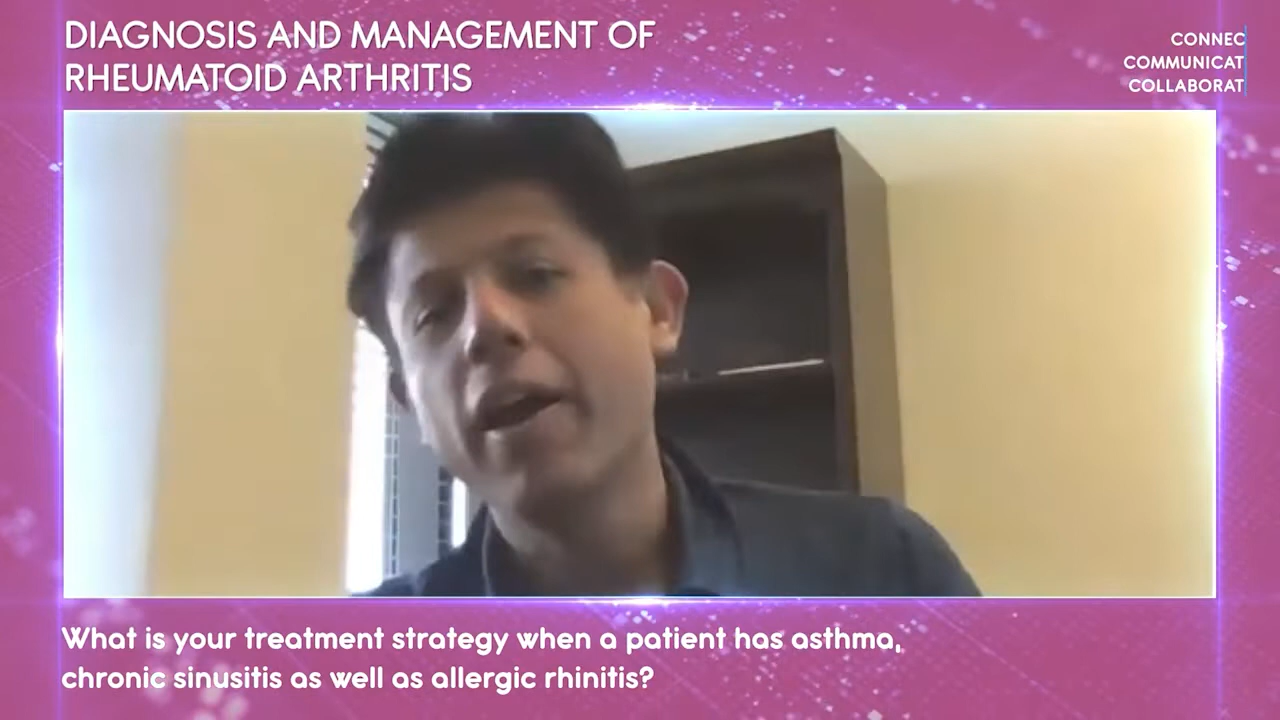 DIAGNOSIS AND MANAGEMENT OF
RHEUMATOID ARTHRITIS
CONNEC
COMMUNICAT
COLLABORAT
What is your treatment strategy when a patient has asthma,
chronic sinusitis as well as allergic rhinitis?